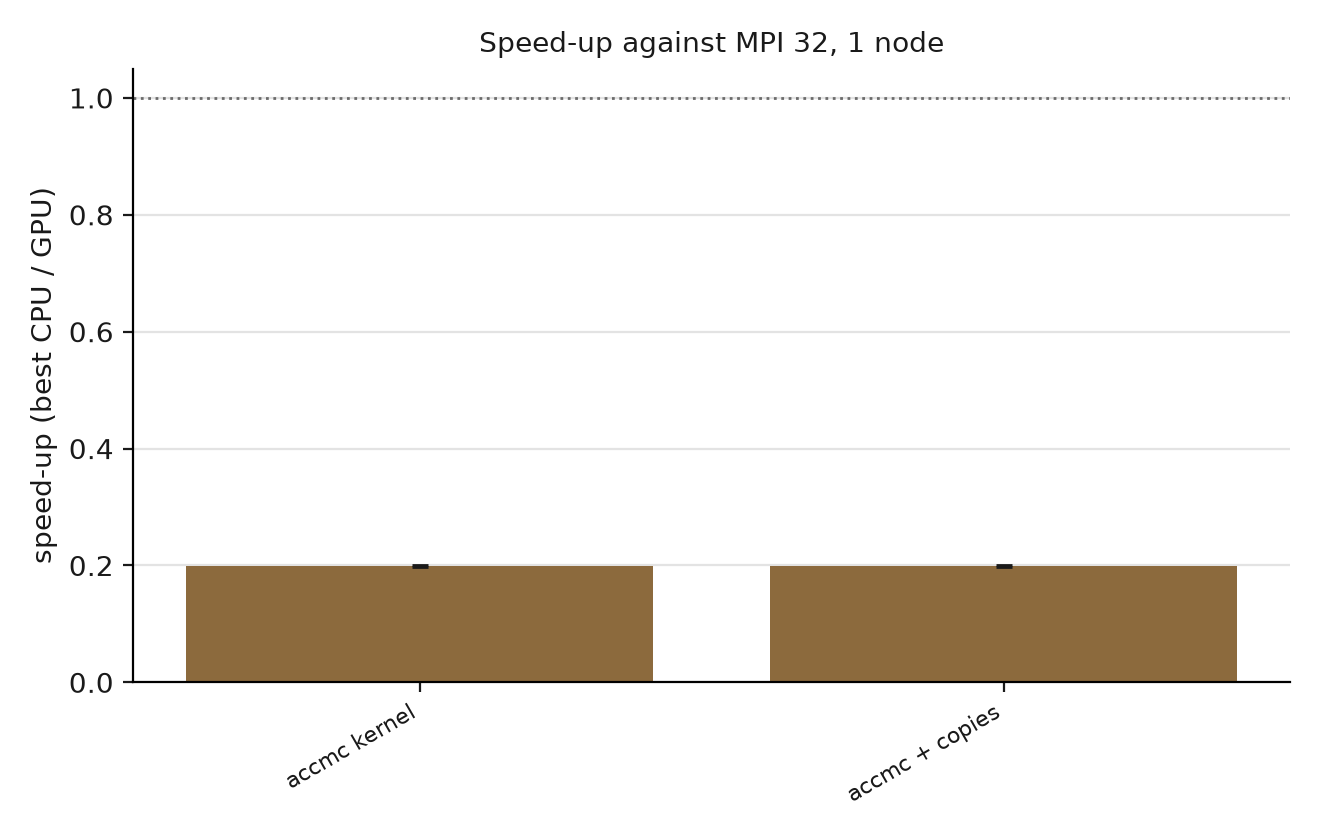 Speed-up against MPI 32, 1 node
speed-up (best CPU / GPU)
1.0
0.8
0.6
0.4
0.2
0.0
accmc kernel
accmc + copies